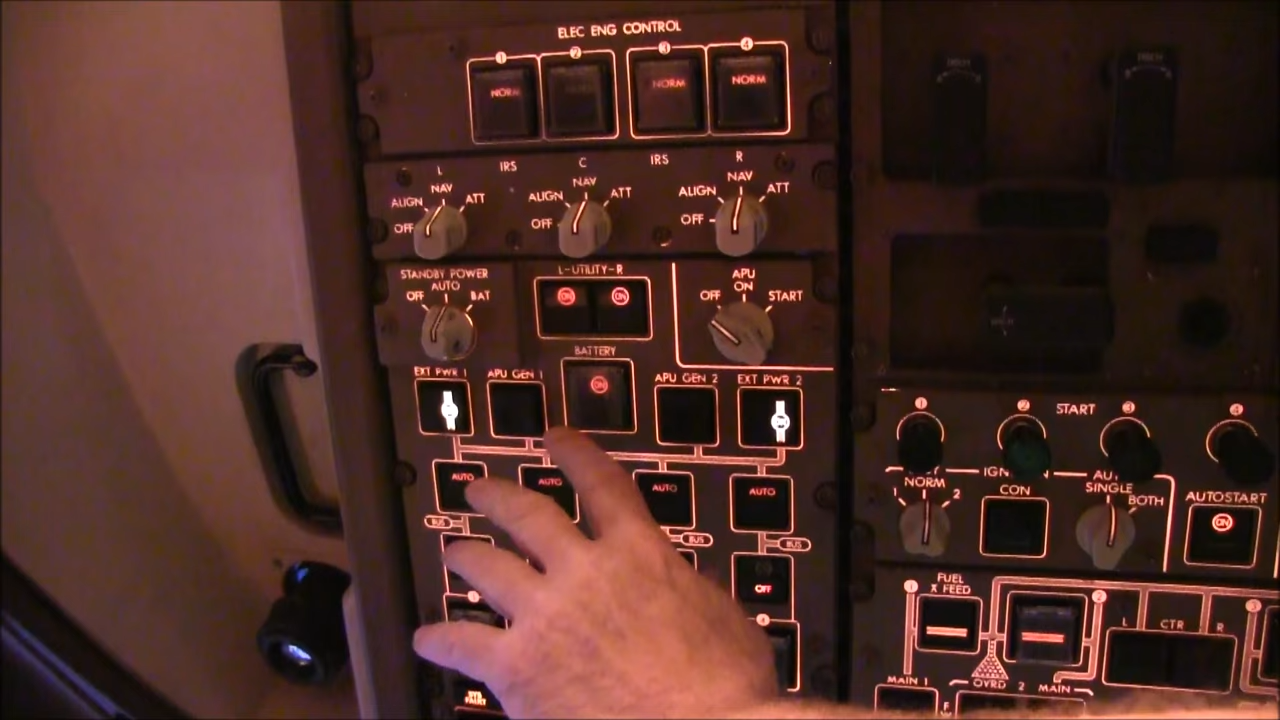 ELEC ENG CONTROL
1 2 3 4
NORM NORM NORM
L IRS C IRS R
ALIGN NAV ATT ALIGN NAV ATT ALIGN NAV ATT
OFF OFF OFF
STANDBY POWER
OFF AUTO BAT
L-UTILITY-R
ON ON
APU
OFF ON START
BATTERY
ON
EXT PWR 1 APU GEN 1 APU GEN 2 EXT PWR 2
AUTO AUTO AUTO AUTO
BUS BUS BUS
OFF
4
SYS
FAULT
1 2 START 3 4
NORM
1 2
CON
SINGLE
BOTH
AUTOSTART
ON
FUEL
X FEED
1 2 3
L CTR R
MAIN 1 OVRD 2 MAIN